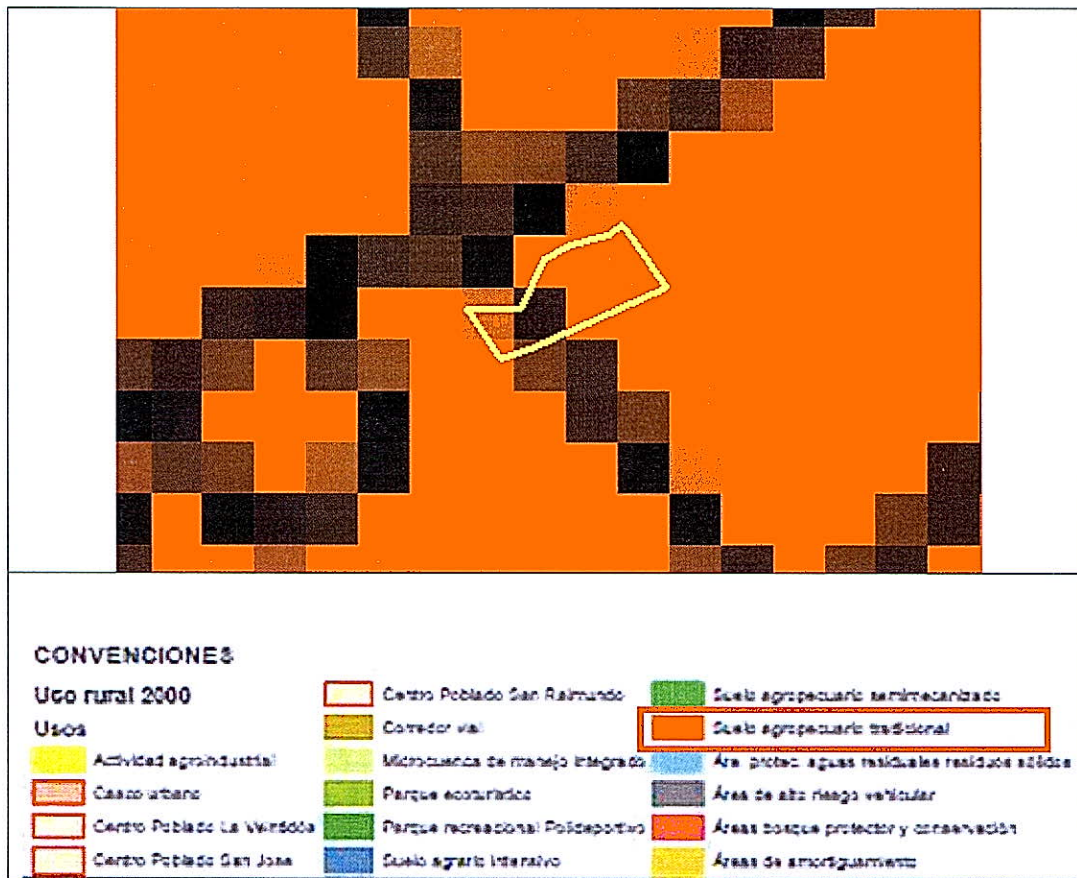 CONVENCIONES
Uso rural 2000
Usos
Actividad agroindustrial
Casco urbano
Centro Poblado La Veintidós
Centro Poblado San Jose
Centro Poblado San Raimundo
Corredor vial
Microcuenca de manejo integrado
Parque ecoturistico
Parque recreacional Polideportivo
Suelo agrario intensivo
Suelo agropecuario semimecanizado
Suelo agropecuario tradicional
Áre. protec. aguas residuales residuos sólidos
Área de alto riesgo vehicular
Áreas bosque protector y conservación
Áreas de amortiguamiento